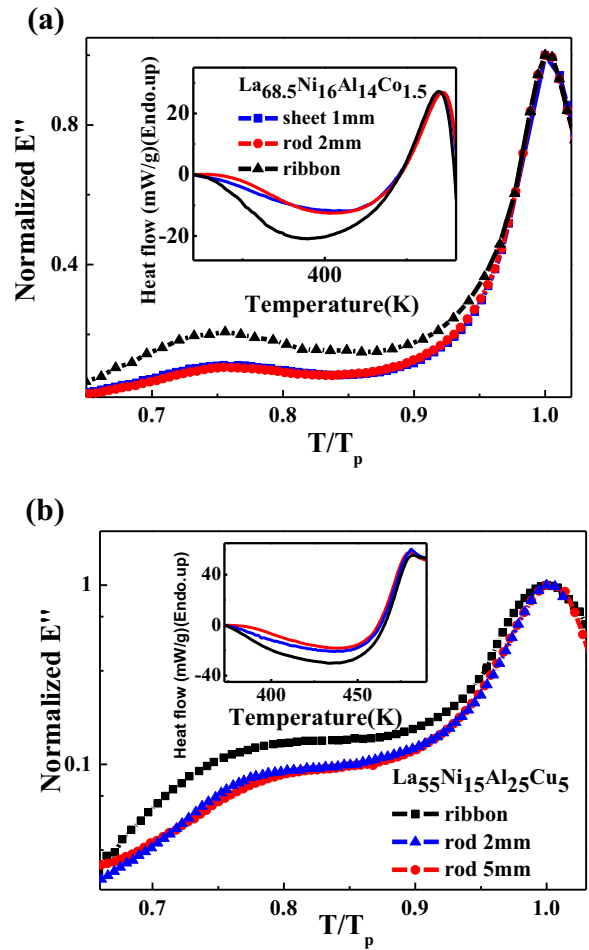 (a)
Normalized E''
0.8
0.4
Heat flow (mW/g)(Endo.up)
20
0
-20
La68.5Ni16Al14Co1.5
sheet 1mm
rod 2mm
ribbon
400
Temperature(K)
0.7 0.8 0.9 1.0
T/Tp
(b)
Normalized E''
1
0.1
Heat flow (mW/g)(Endo.up)
40
0
-40
400 450
Temperature(K)
La55Ni15Al25Cu5
ribbon
rod 2mm
rod 5mm
0.7 0.8 0.9 1.0
T/Tp